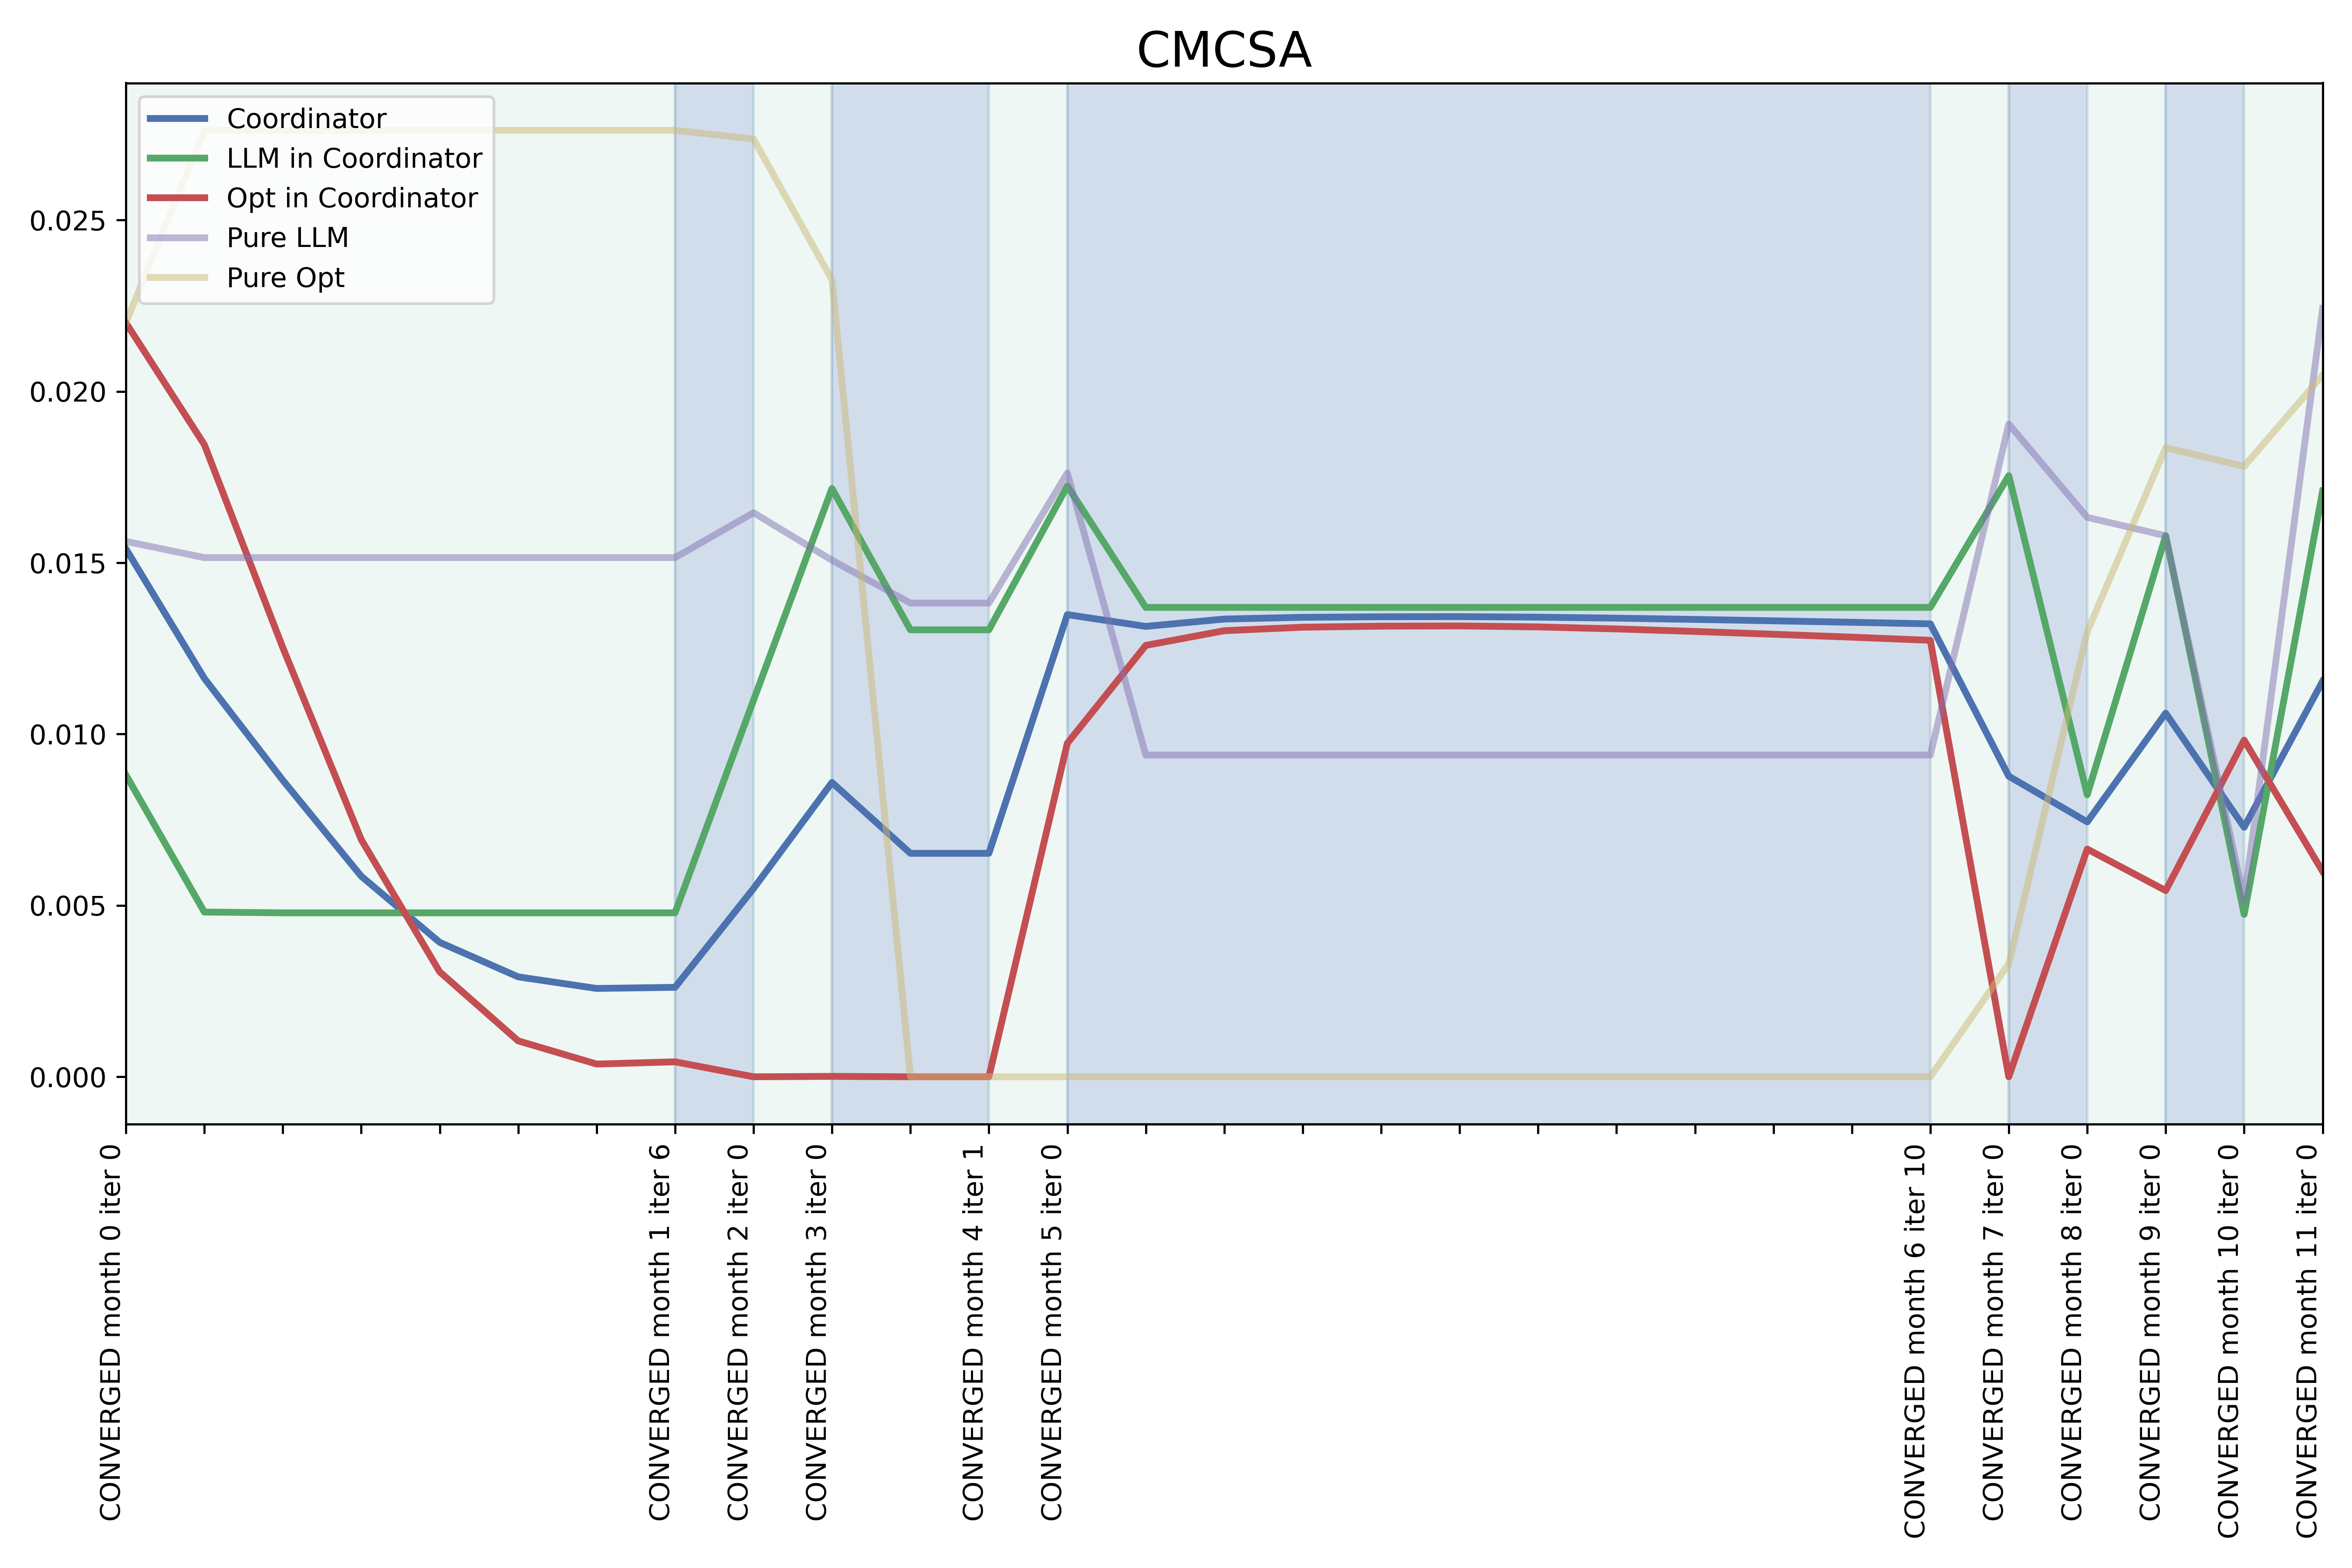 CMCSA
Coordinator
LLM in Coordinator
Opt in Coordinator
Pure LLM
Pure Opt
0.025
0.020
0.015
0.010
0.005
0.000
CONVERGED month 0 iter 0
CONVERGED month 1 iter 6
CONVERGED month 2 iter 0
CONVERGED month 3 iter 0
CONVERGED month 4 iter 1
CONVERGED month 5 iter 0
CONVERGED month 6 iter 10
CONVERGED month 7 iter 0
CONVERGED month 8 iter 0
CONVERGED month 9 iter 0
CONVERGED month 10 iter 0
CONVERGED month 11 iter 0